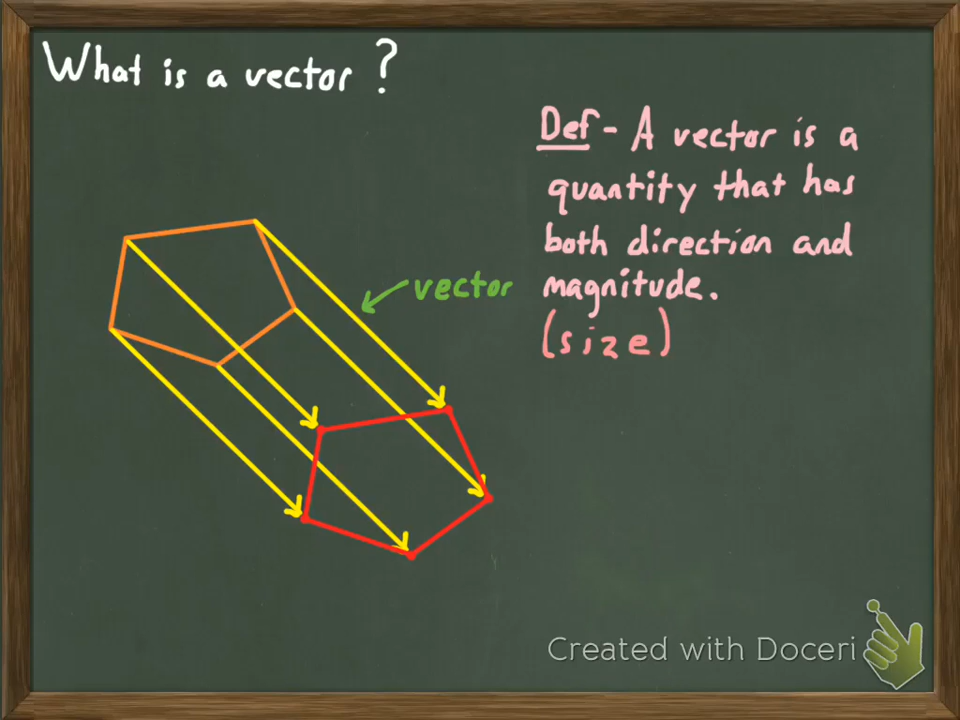 What is a vector ?
Def - A vector is a
quantity that has
both direction and
magnitude.
(size)
vector
Created with Doceri